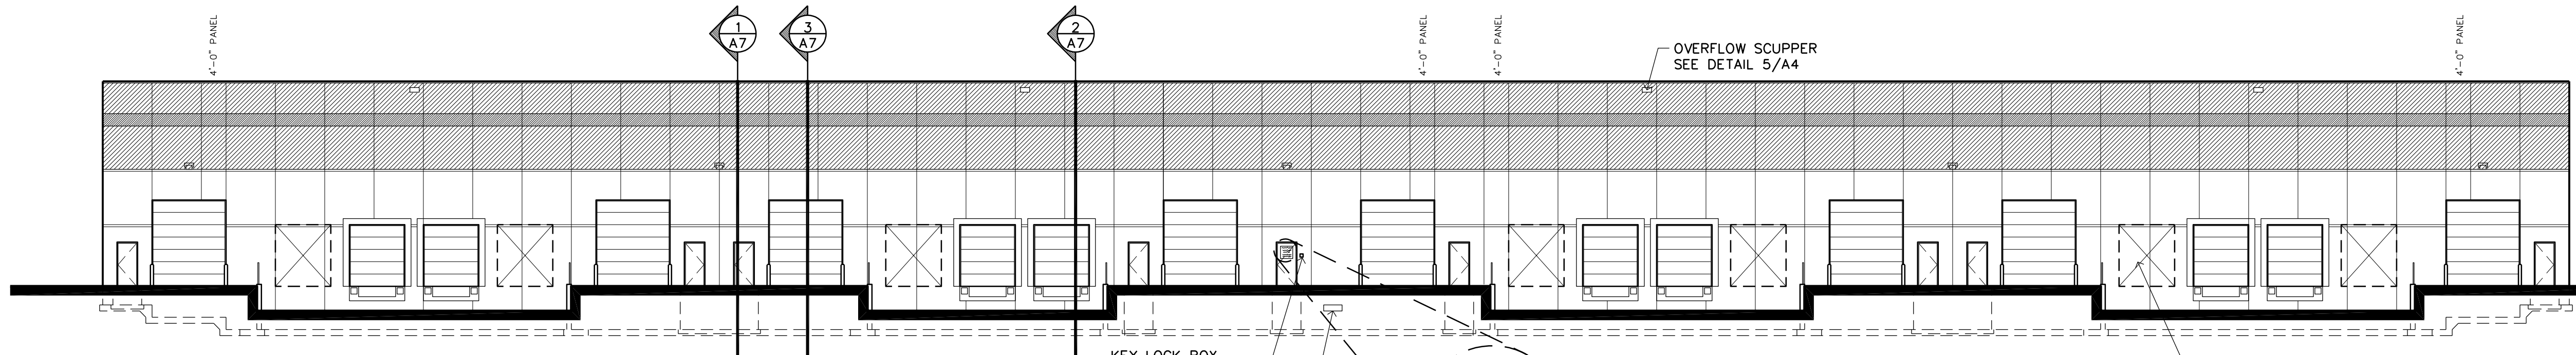 4'-0" PANEL
1
A7
3
A7
2
A7
4'-0" PANEL
4'-0" PANEL
OVERFLOW SCUPPER
SEE DETAIL 5/A4
4'-0" PANEL
KEY LOCK BOX